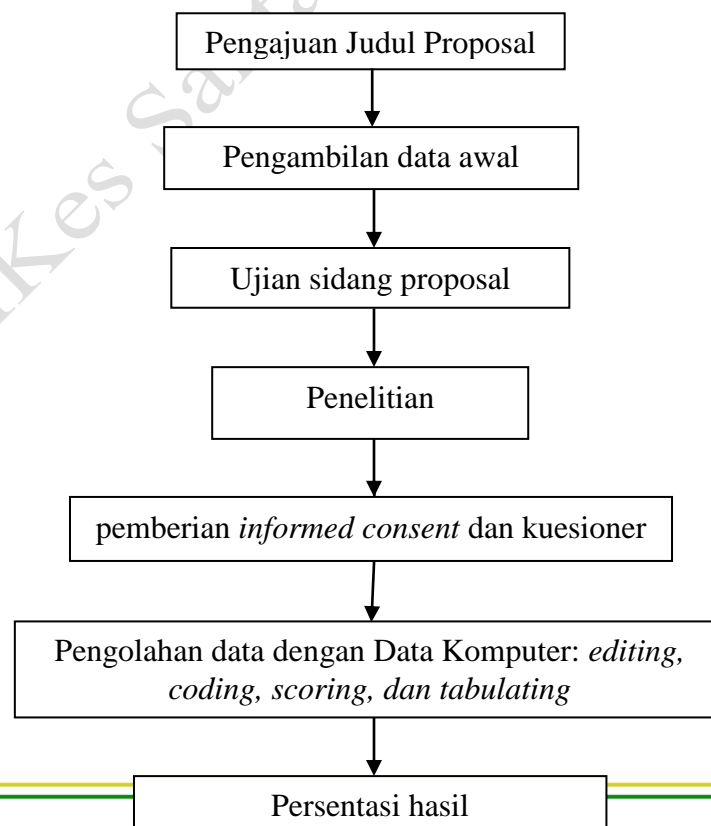 Pengajuan Judul Proposal
Pengambilan data awal
Ujian sidang proposal
Penelitian
pemberian informed consent dan kuesioner
Pengolahan data dengan Data Komputer: editing,
coding, scoring, dan tabulating
Persentasi hasil